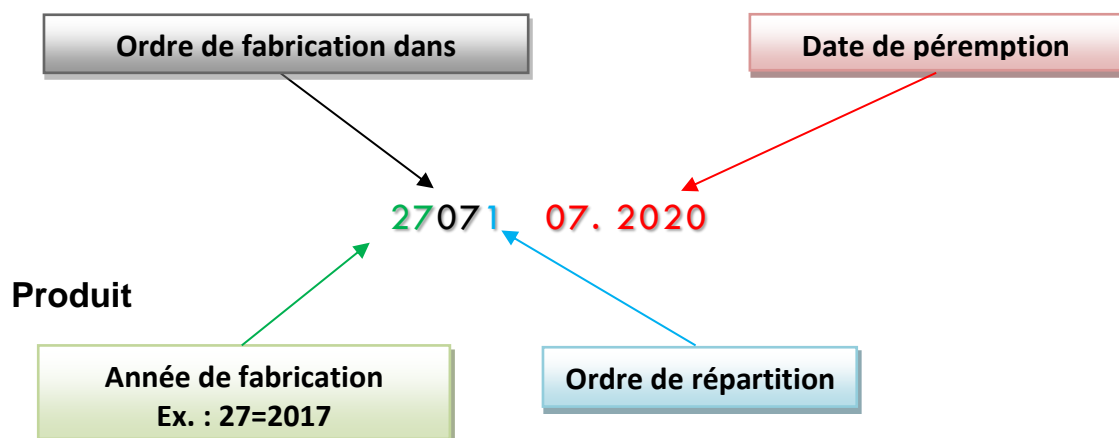 Ordre de fabrication dans
Date de péremption
27071 07. 2020
Produit
Année de fabrication
Ex. : 27=2017
Ordre de répartition